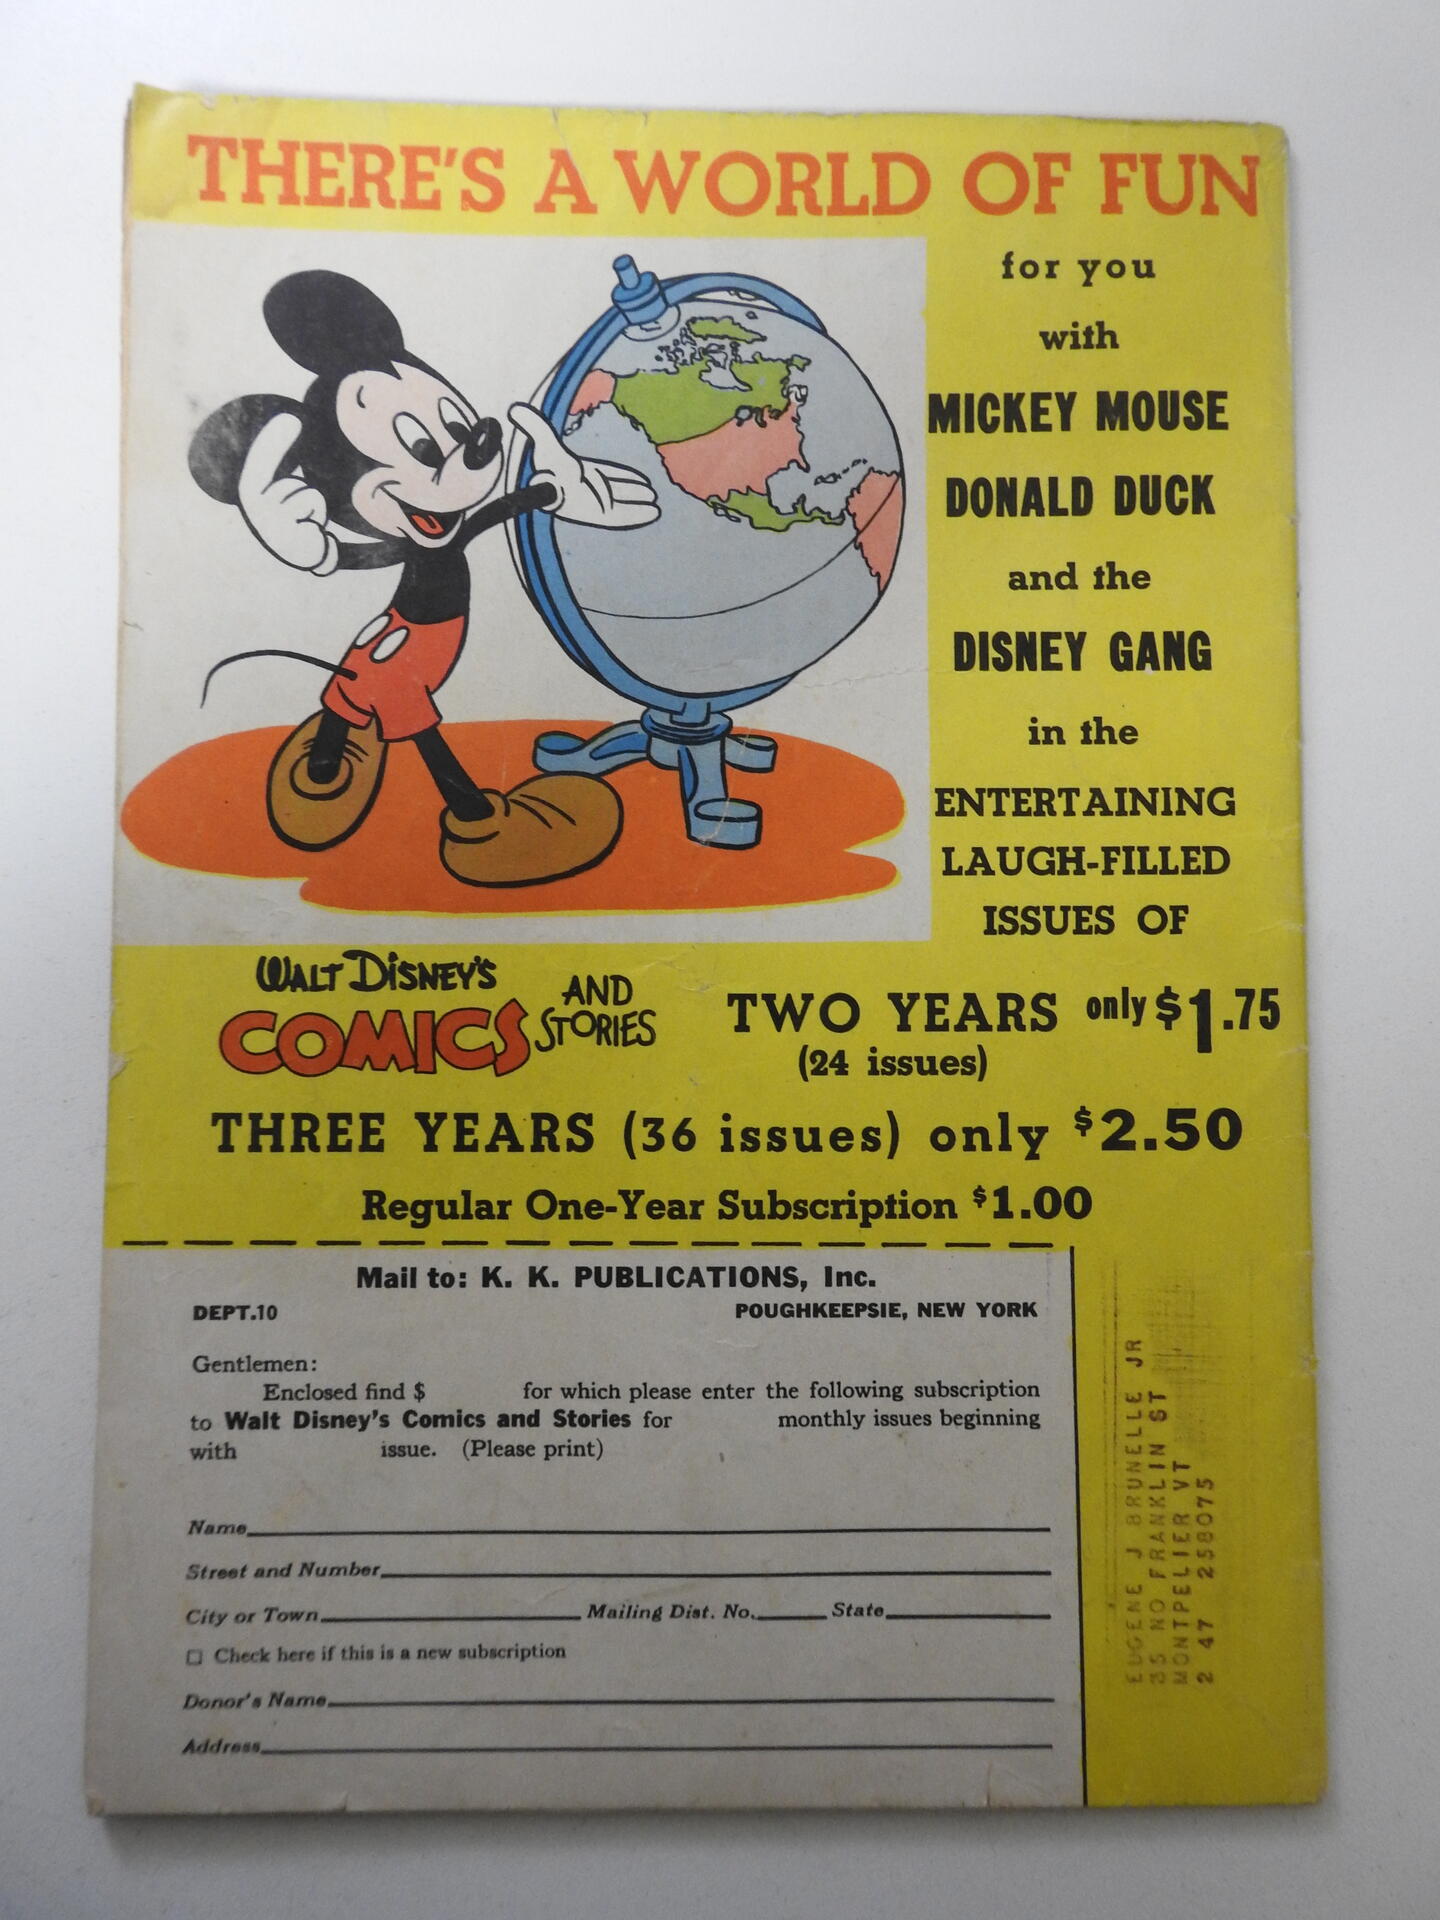 THERE'S A WORLD OF FUN
for you
with
MICKEY MOUSE
DONALD DUCK
and the
DISNEY GANG
in the
ENTERTAINING
LAUGH-FILLED
ISSUES OF
WALT DISNEY'S
COMICS AND STORIES
TWO YEARS only $1.75
(24 issues)
THREE YEARS (36 issues) only $2.50
Regular One-Year Subscription $1.00
Mail to: K. K. PUBLICATIONS, Inc.
DEPT.10 POUGHKEEPSIE, NEW YORK
Gentlemen:
Enclosed find $ for which please enter the following subscription
to Walt Disney's Comics and Stories for monthly issues beginning
with issue. (Please print)
Name
Street and Number
City or Town Mailing Dist. No. State
Check here if this is a new subscription
Donor's Name
Address
EUGENE J BRUNELLE JR
35 NO FRANKLIN ST
MONTPELIER VT
2 47 258075